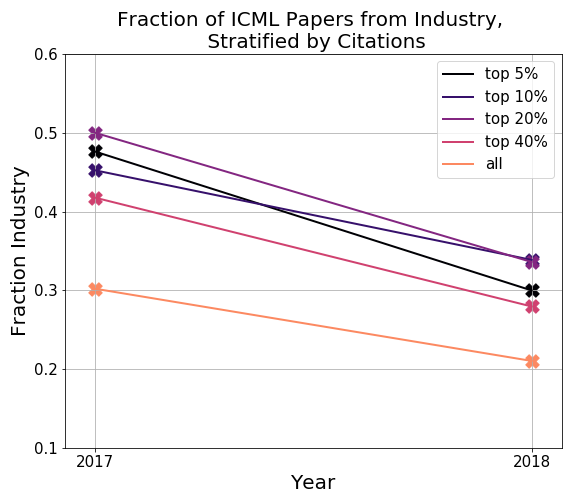 Fraction of ICML Papers from Industry,
Stratified by Citations
top 5%
top 10%
top 20%
top 40%
all
Fraction Industry
0.6
0.5
0.4
0.3
0.2
0.1
2017
2018
Year